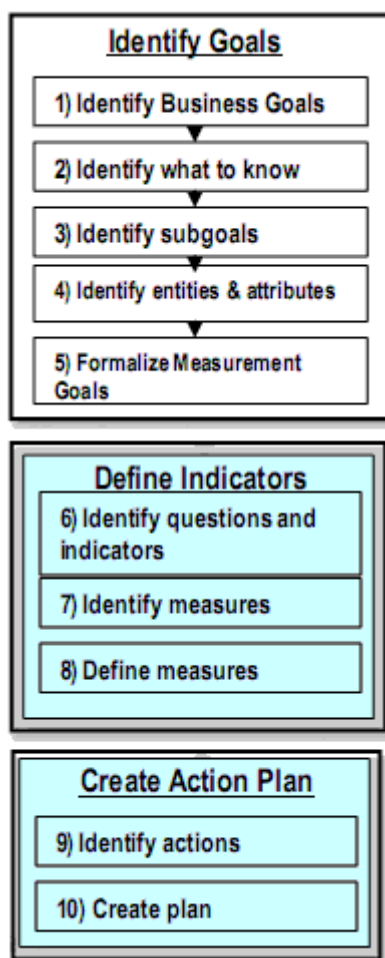 Identify Goals
1) Identify Business Goals
2) Identify what to know
3) Identify subgoals
4) Identify entities & attributes
5) Formalize Measurement
Goals
Define Indicators
6) Identify questions and
indicators
7) Identify measures
8) Define measures
Create Action Plan
9) Identify actions
10) Create plan